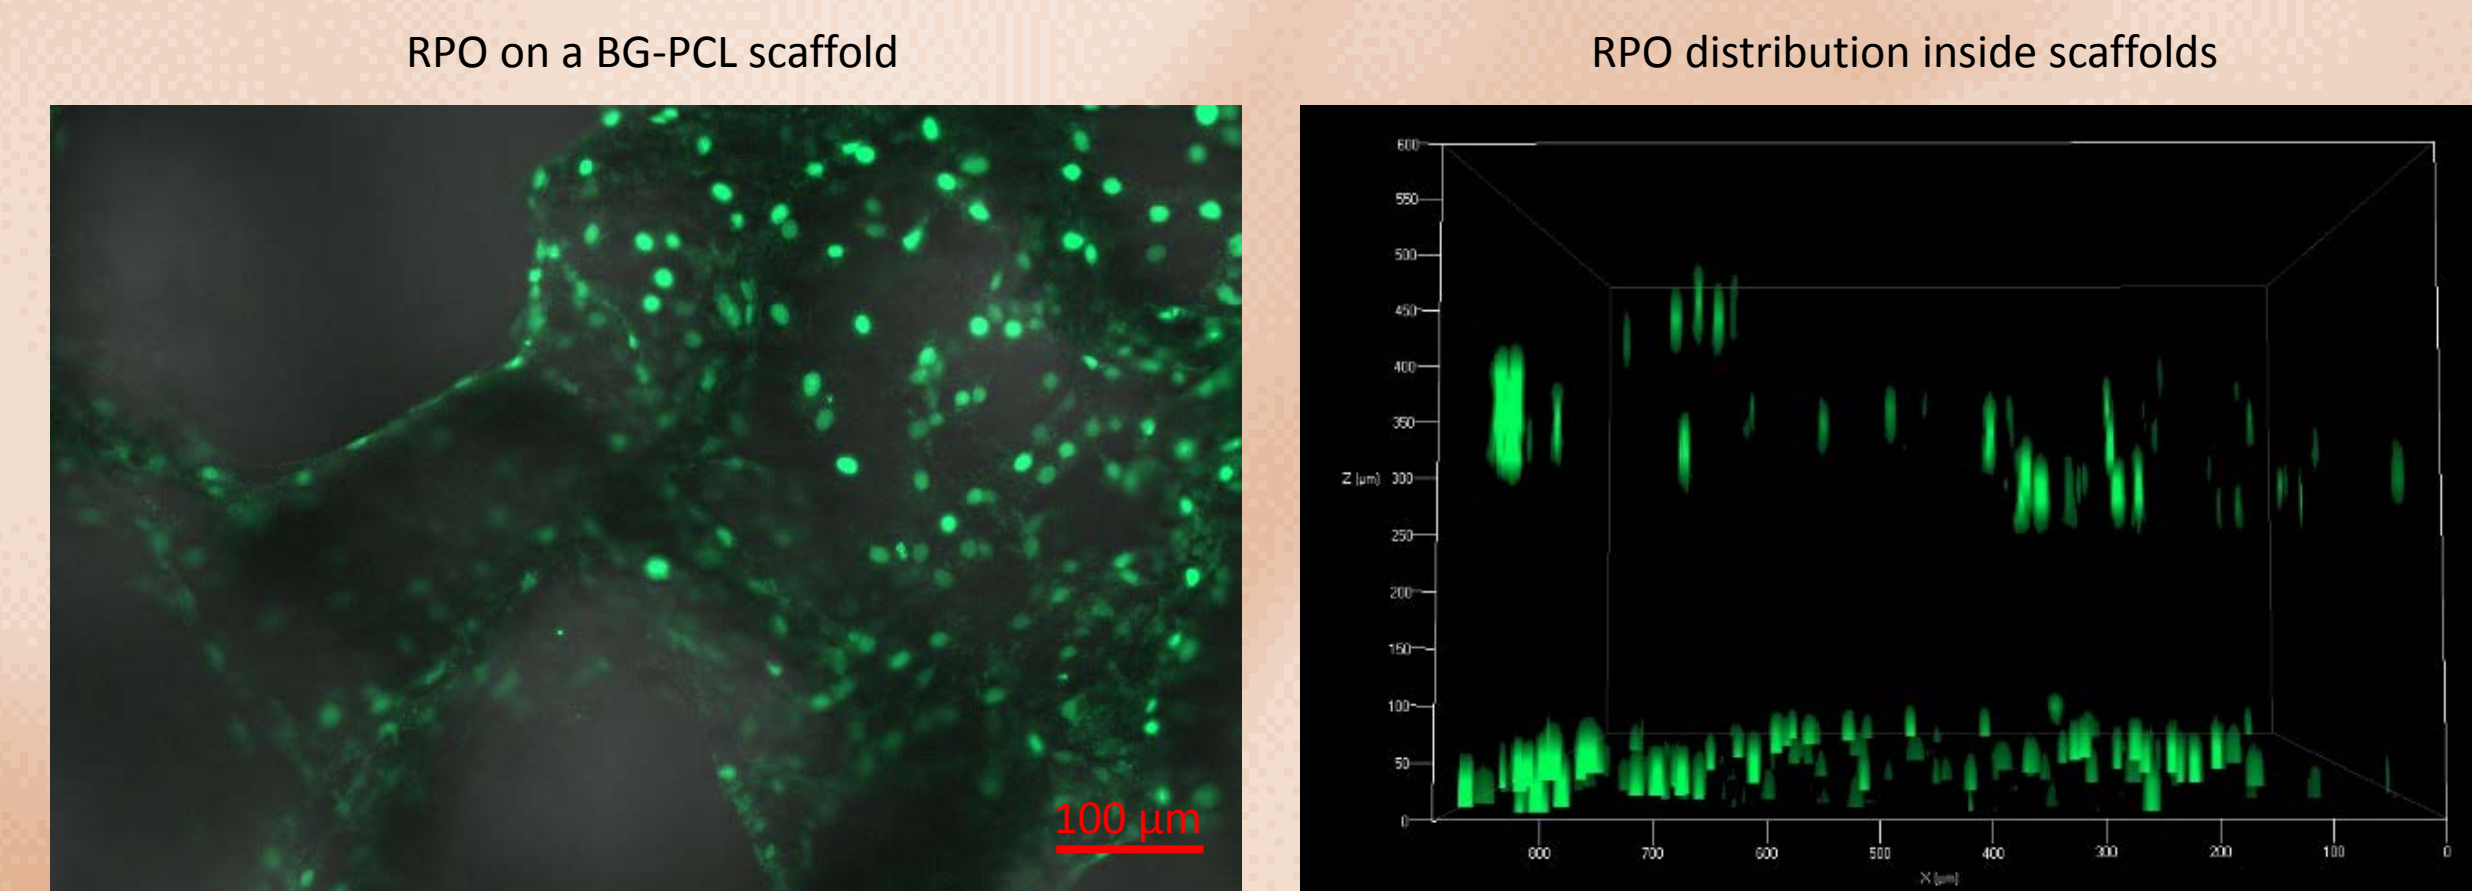 RPO on a BG-PCL scaffold
RPO distribution inside scaffolds
100 µm
600
550
500
450
400
350
Z [µm] 300
250
200
150
100
50
0
800 700 600 500 400 300 200 100 0
X [µm]